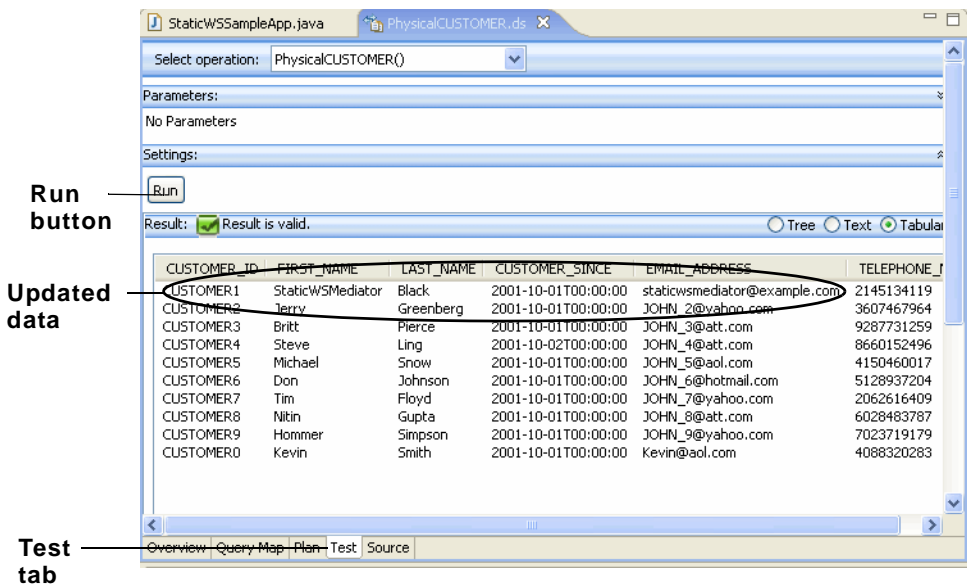 StaticWSSampleApp.java PhysicalCUSTOMER.ds
Select operation: PhysicalCUSTOMER()
Parameters:
No Parameters
Settings:
Run
Run button
Result: Result is valid. Tree Text Tabular
CUSTOMER_ID FIRST_NAME LAST_NAME CUSTOMER_SINCE EMAIL_ADDRESS TELEPHONE_N
Updated data
CUSTOMER1 StaticWSMediator Black 2001-10-01T00:00:00 staticwsmediator@example.com 2145134119
CUSTOMER2 Jerry Greenberg 2001-10-01T00:00:00 JOHN_2@yahoo.com 3607467964
CUSTOMER3 Britt Pierce 2001-10-01T00:00:00 JOHN_3@att.com 9287731259
CUSTOMER4 Steve Ling 2001-10-02T00:00:00 JOHN_4@att.com 8660152496
CUSTOMER5 Michael Snow 2001-10-01T00:00:00 JOHN_5@aol.com 4150460017
CUSTOMER6 Don Johnson 2001-10-01T00:00:00 JOHN_6@hotmail.com 5128937204
CUSTOMER7 Tim Floyd 2001-10-01T00:00:00 JOHN_7@yahoo.com 2062616409
CUSTOMER8 Nitin Gupta 2001-10-01T00:00:00 JOHN_8@att.com 6028483787
CUSTOMER9 Hommer Simpson 2001-10-01T00:00:00 JOHN_9@yahoo.com 7023719179
CUSTOMER0 Kevin Smith 2001-10-01T00:00:00 Kevin@aol.com 4088320283
Test tab
Overview Query Map Plan Test Source